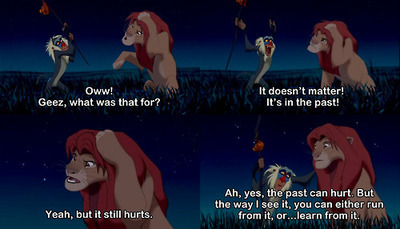 Oww!
Geez, what was that for?
It doesn't matter!
It's in the past!
Yeah, but it still hurts.
Ah, yes, the past can hurt. But
the way I see it, you can either run
from it, or...learn from it.